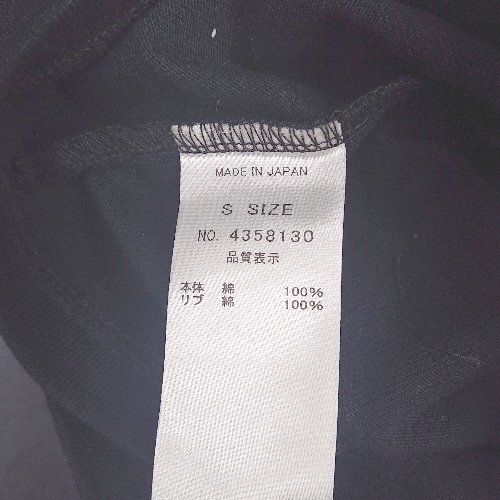 MADE IN JAPAN
S SIZE
NO. 4358130
品質表示
本体 綿 100%
リブ 綿 100%